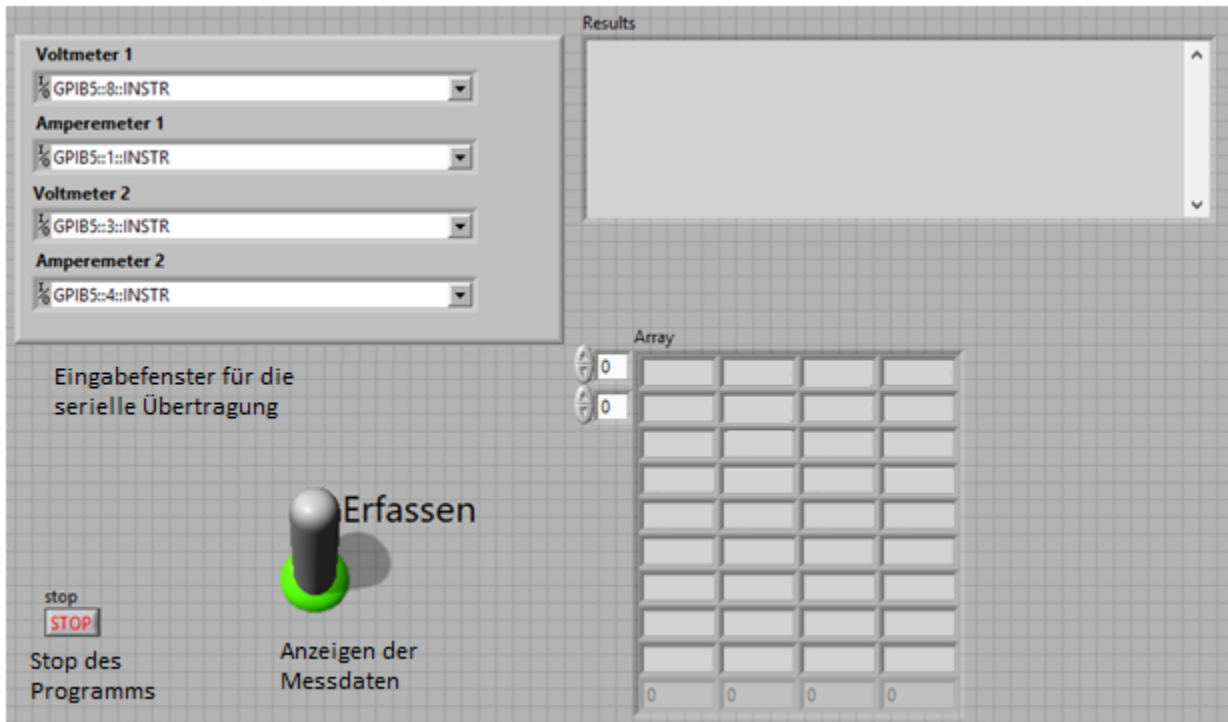 Voltmeter 1
GPIB5::8::INSTR
Amperemeter 1
GPIB5::1::INSTR
Voltmeter 2
GPIB5::3::INSTR
Amperemeter 2
GPIB5::4::INSTR
Eingabefenster für die
serielle Übertragung
Results
Array
0
0
0 0 0 0
Erfassen
Anzeigen der
Messdaten
stop
STOP
Stop des
Programms